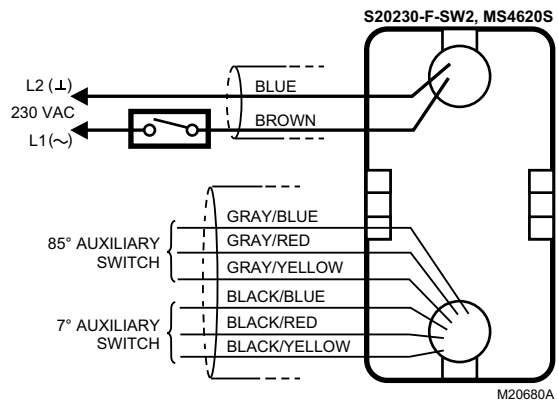 S20230-F-SW2, MS4620S
L2 (⊥)
BLUE
230 VAC
BROWN
L1(~)
GRAY/BLUE
85° AUXILIARY
SWITCH
GRAY/RED
GRAY/YELLOW
BLACK/BLUE
7° AUXILIARY
SWITCH
BLACK/RED
BLACK/YELLOW
M20680A